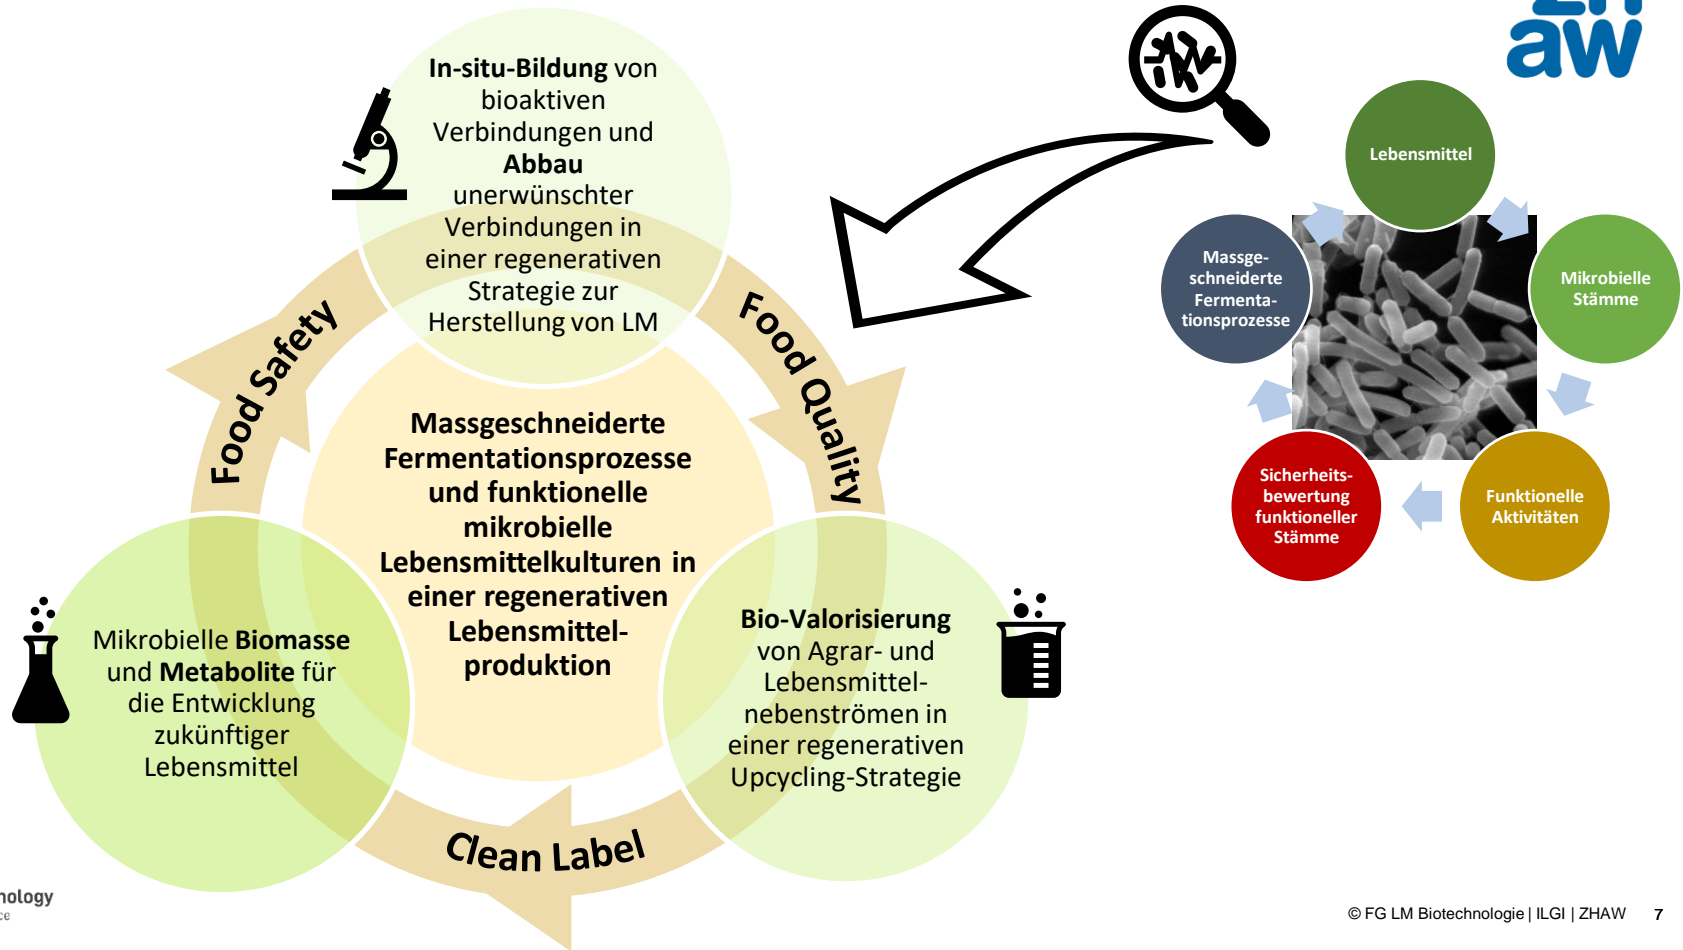 zh
aw
In-situ-Bildung von
bioaktiven
Verbindungen und
Abbau
unerwünschter
Verbindungen in
einer regenerativen
Strategie zur
Herstellung von LM
Food Safety
Food Quality
Massgeschneiderte
Fermentationsprozesse
und funktionelle
mikrobielle
Lebensmittelkulturen in
einer regenerativen
Lebensmittel-
produktion
Mikrobielle Biomasse
und Metabolite für
die Entwicklung
zukünftiger
Lebensmittel
Bio-Valorisierung
von Agrar- und
Lebensmittel-
nebenströmen in
einer regenerativen
Upcycling-Strategie
Clean Label
Lebensmittel
Mikrobielle
Stämme
Funktionelle
Aktivitäten
Sicherheits-
bewertung
funktioneller
Stämme
Massge-
schneiderte
Fermenta-
tionsprozesse
nology
ce
© FG LM Biotechnologie | ILGI | ZHAW 7